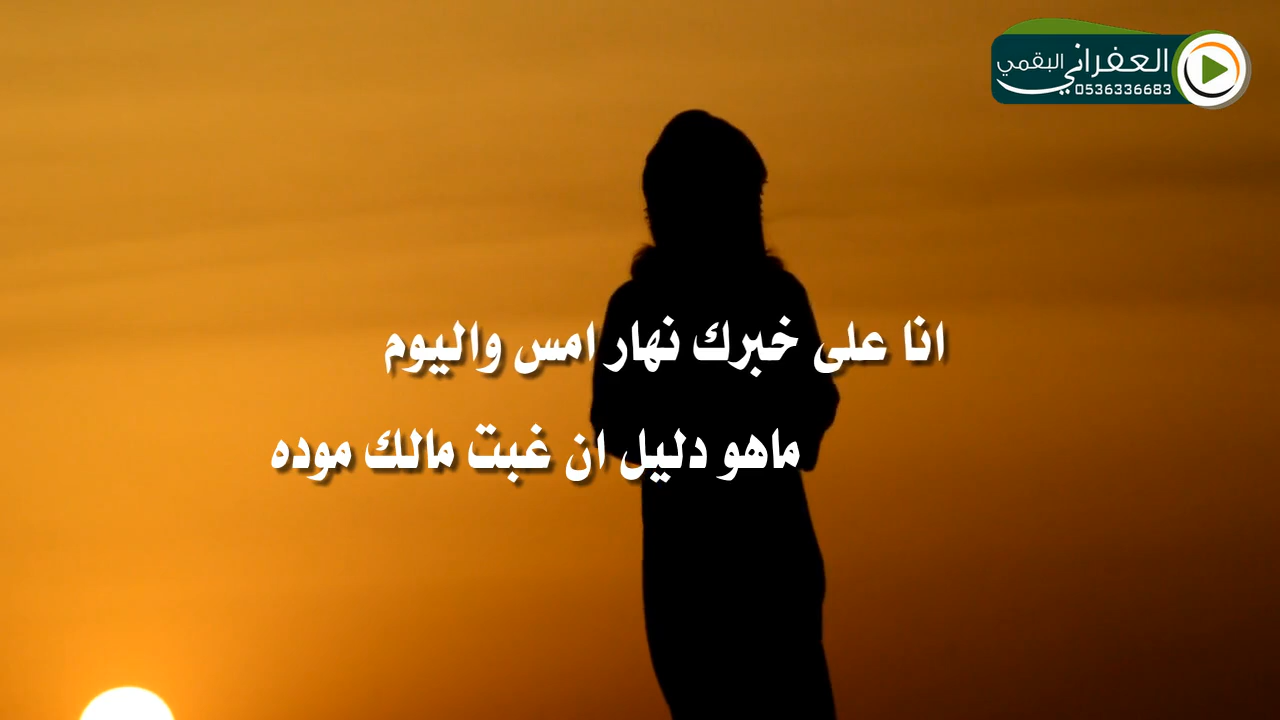 العفراني البقمي
0536336683
انا على خبرك نهار امس واليوم
ماهو دليل ان غبت مالك موده